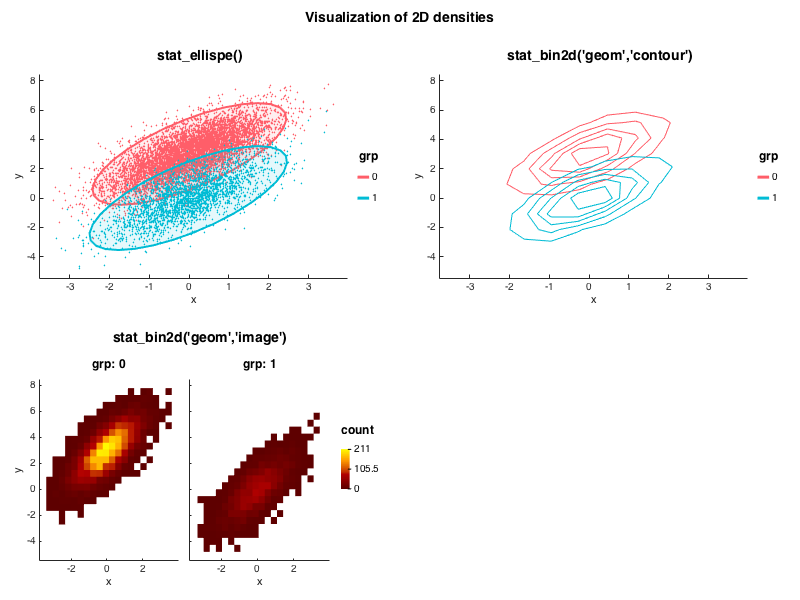 Visualization of 2D densities
stat_ellispe()
8
6
4
2
0
-2
-4
y
-3 -2 -1 0 1 2 3
x
grp
0
1
stat_bin2d('geom','contour')
8
6
4
2
0
-2
-4
y
-3 -2 -1 0 1 2 3
x
grp
0
1
stat_bin2d('geom','image')
grp: 0
grp: 1
8
6
4
2
0
-2
-4
y
-2 0 2
x
-2 0 2
x
count
211
105.5
0